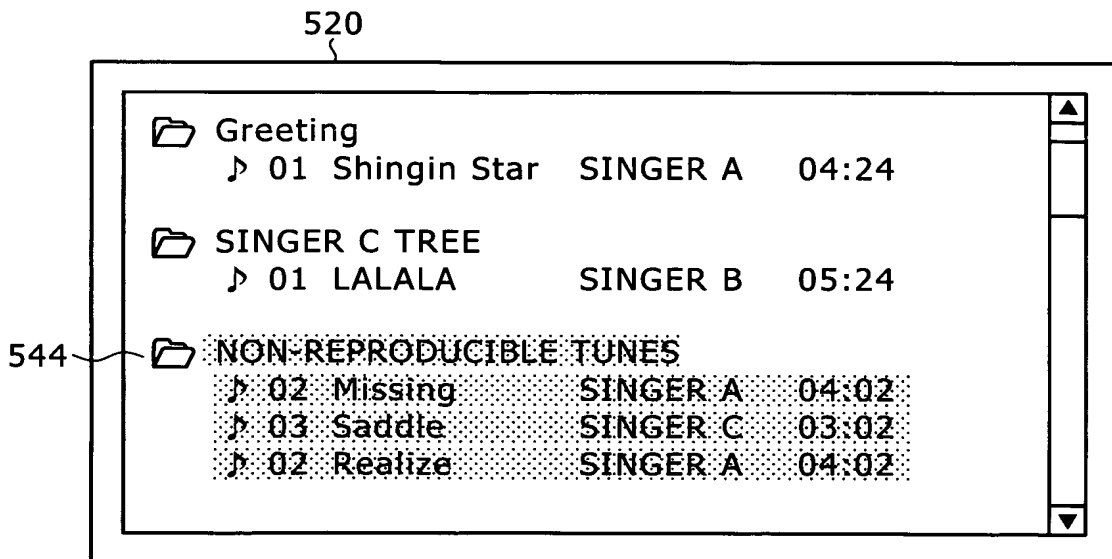 520
Greeting
♪ 01 Shingin Star SINGER A 04:24
SINGER C TREE
♪ 01 LALALA SINGER B 05:24
544 NON-REPRODUCIBLE TUNES
♪ 02 Missing SINGER A 04:02
♪ 03 Saddle SINGER C 03:02
♪ 02 Realize SINGER A 04:02